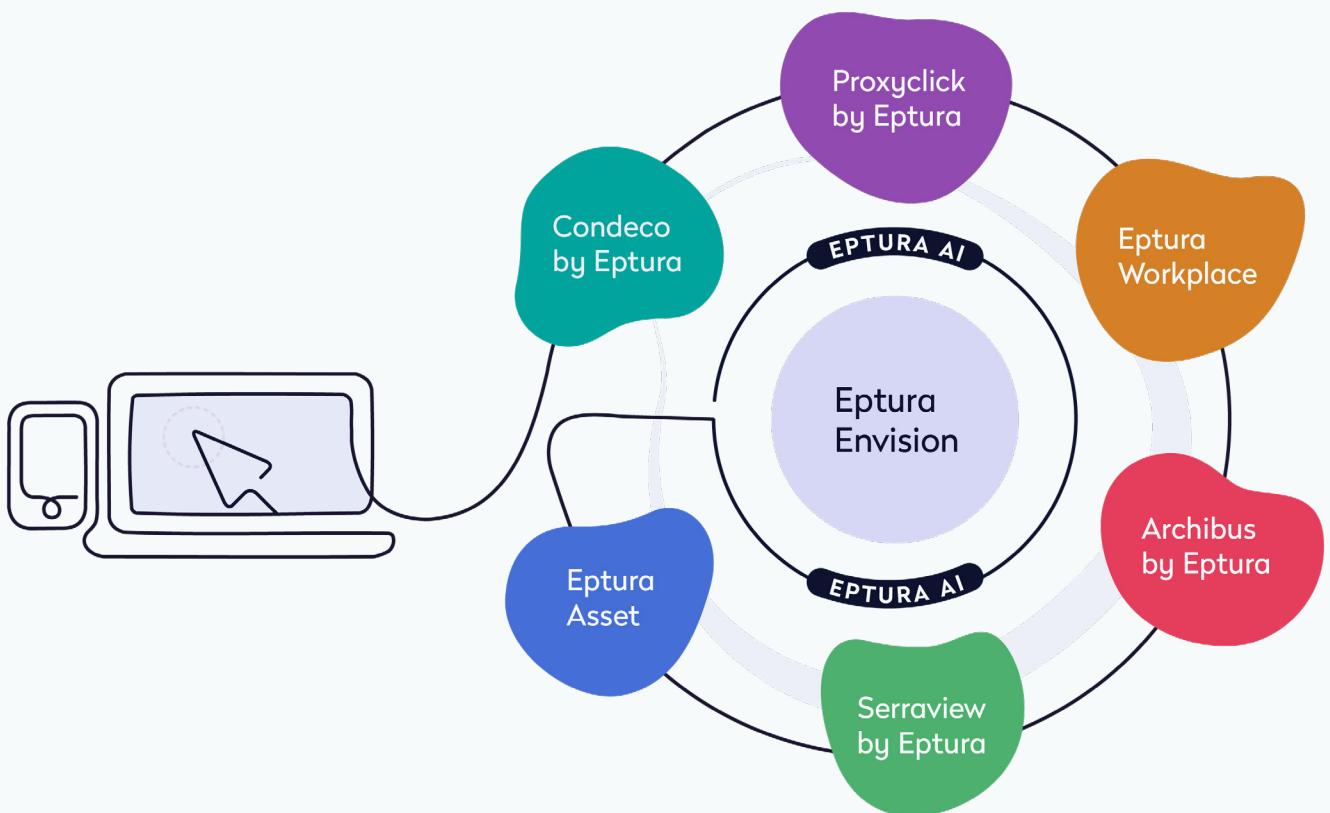 Proxyclick
by Eptura
Condeco
by Eptura
Eptura
Workplace
EPTURA AI
Eptura
Envision
Archibus
by Eptura
Eptura
Asset
EPTURA AI
Serraview
by Eptura